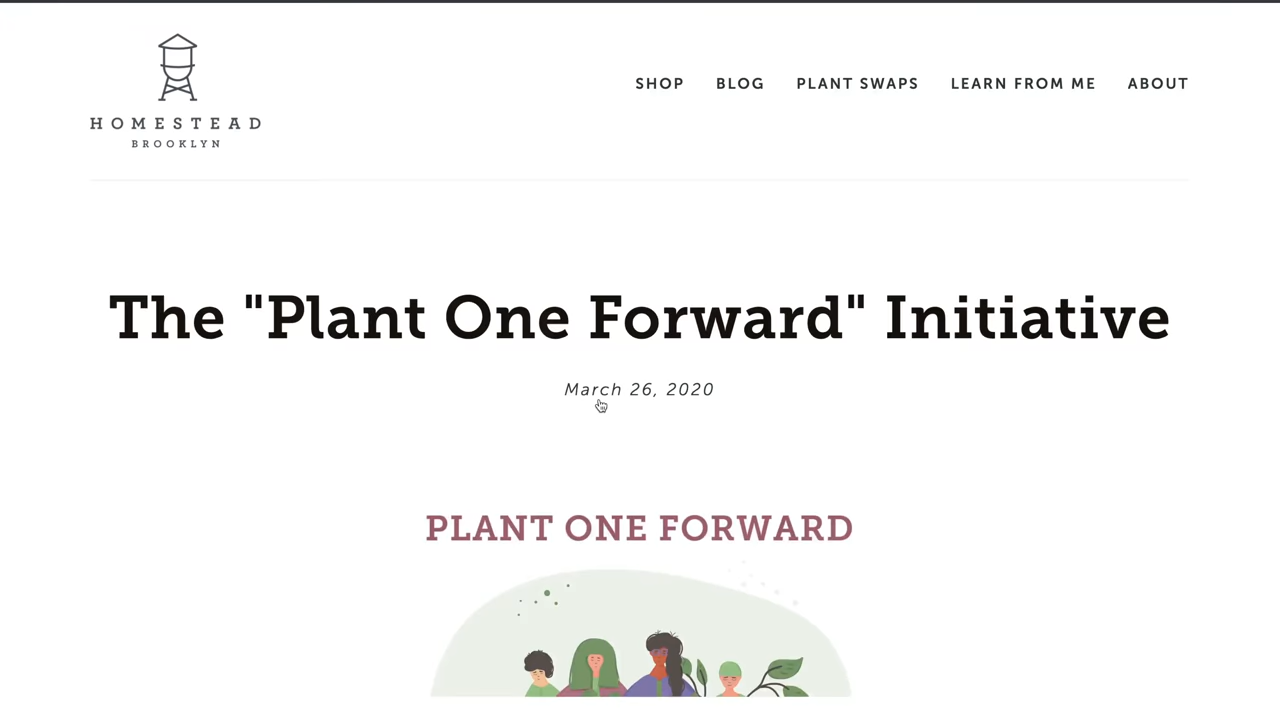 HOMESTEAD
BROOKLYN
SHOP BLOG PLANT SWAPS LEARN FROM ME ABOUT
The "Plant One Forward" Initiative
March 26, 2020
PLANT ONE FORWARD